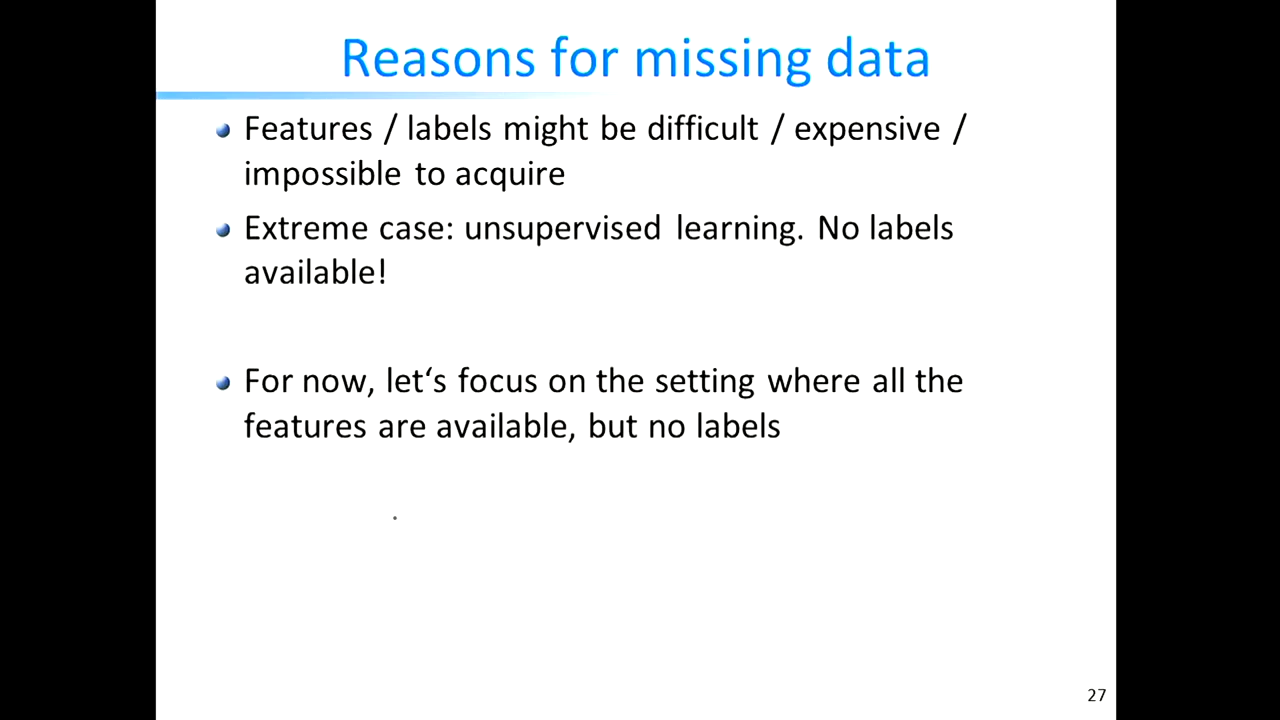 Reasons for missing data
Features / labels might be difficult / expensive /
impossible to acquire
Extreme case: unsupervised learning. No labels
available!
For now, let‘s focus on the setting where all the
features are available, but no labels
27